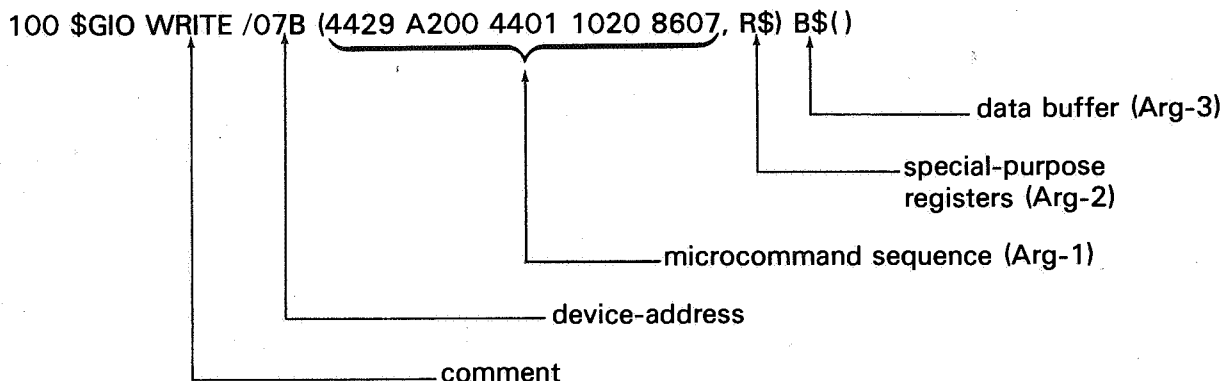 100 $GIO WRITE /07B (4429 A200 4401 1020 8607, R$) B$()
data buffer (Arg-3)
special-purpose
registers (Arg-2)
microcommand sequence (Arg-1)
device-address
comment